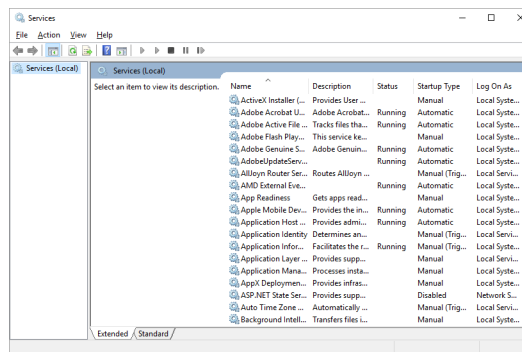 Services
File Action View Help
Services (Local)
Services (Local)
Select an item to view its description.
Name Description Status Startup Type Log On As
ActiveX Installer (... Provides User ... Manual Local Syste...
Adobe Acrobat U... Adobe Acrobat... Running Automatic Local Syste...
Adobe Active File ... Tracks files tha... Running Automatic Local Syste...
Adobe Flash Play... This service ke... Manual Local Syste...
Adobe Genuine S... Adobe Genuin... Running Automatic Local Syste...
AdobeUpdateServ... Running Automatic Local Syste...
AllJoyn Router Ser... Routes AllJoyn ... Manual (Trig... Local Servi...
AMD External Eve... Running Automatic Local Syste...
App Readiness Gets apps read... Manual Local Syste...
Apple Mobile Dev... Provides the in... Running Automatic Local Syste...
Application Host ... Provides admi... Running Automatic Local Syste...
Application Identity Determines an... Manual (Trig... Local Servi...
Application Infor... Facilitates the r... Running Manual (Trig... Local Syste...
Application Layer ... Provides supp... Manual Local Servi...
Application Mana... Processes insta... Manual Local Syste...
AppX Deploymen... Provides infras... Manual Local Syste...
ASP.NET State Ser... Provides supp... Disabled Network S...
Auto Time Zone ... Automatically ... Manual (Trig... Local Servi...
Background Intell... Transfers files i... Manual Local Syste...
Extended Standard